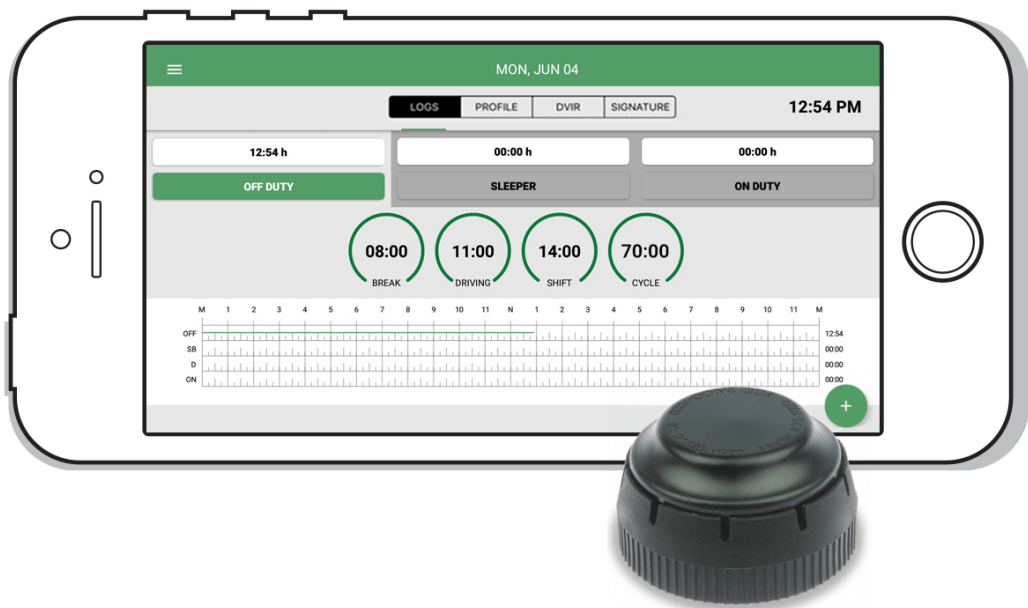 MON, JUN 04
LOGS PROFILE DVIR SIGNATURE 12:54 PM
12:54 h 00:00 h 00:00 h
OFF DUTY SLEEPER ON DUTY
08:00 11:00 14:00 70:00
BREAK DRIVING SHIFT CYCLE
M 1 2 3 4 5 6 7 8 9 10 11 N 1 2 3 4 5 6 7 8 9 10 11 M
OFF 12:54
SB 00:00
D 00:00
ON 00:00
+